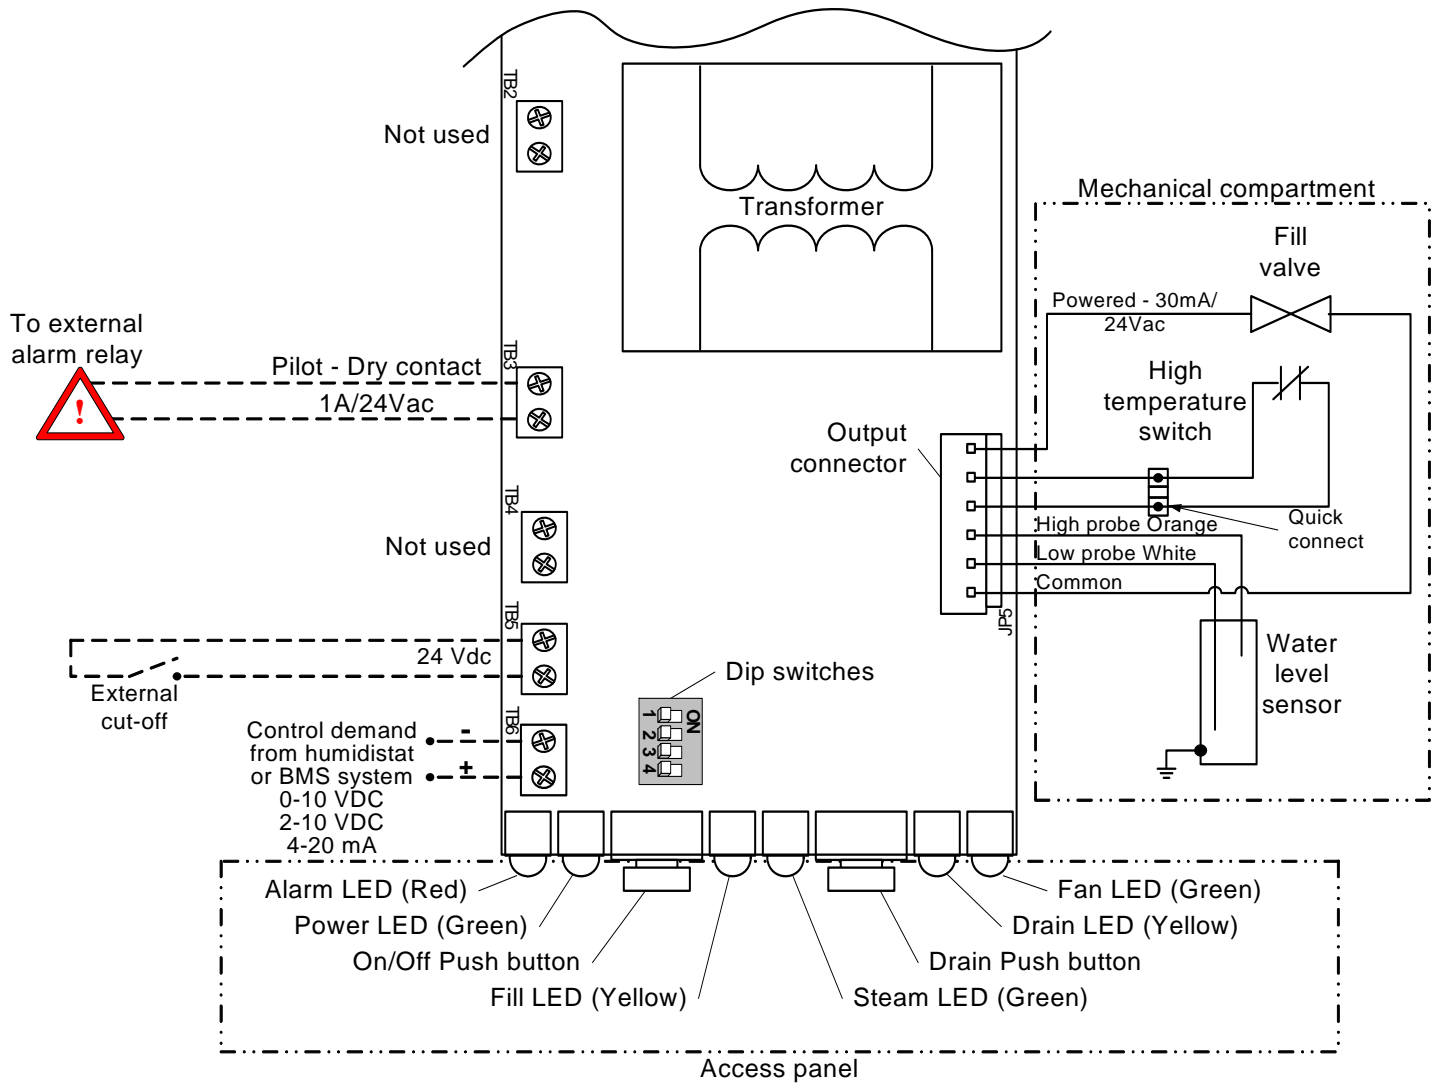 TB2
Not used
Transformer
Mechanical compartment
Fill
valve
Powered - 30mA/
24Vac
To external
alarm relay
!
Pilot - Dry contact
1A/24Vac
TB3
High
temperature
switch
Output
connector
Quick
connect
High probe Orange
Low probe White
Common
JP5
TB4
Not used
TB5
24 Vdc
External
cut-off
Water
level
sensor
Dip switches
ON
1
2
3
4
TB6
Control demand
from humidistat
or BMS system
0-10 VDC
2-10 VDC
4-20 mA
-
+
Alarm LED (Red)
Power LED (Green)
On/Off Push button
Fill LED (Yellow)
Fan LED (Green)
Drain LED (Yellow)
Drain Push button
Steam LED (Green)
Access panel